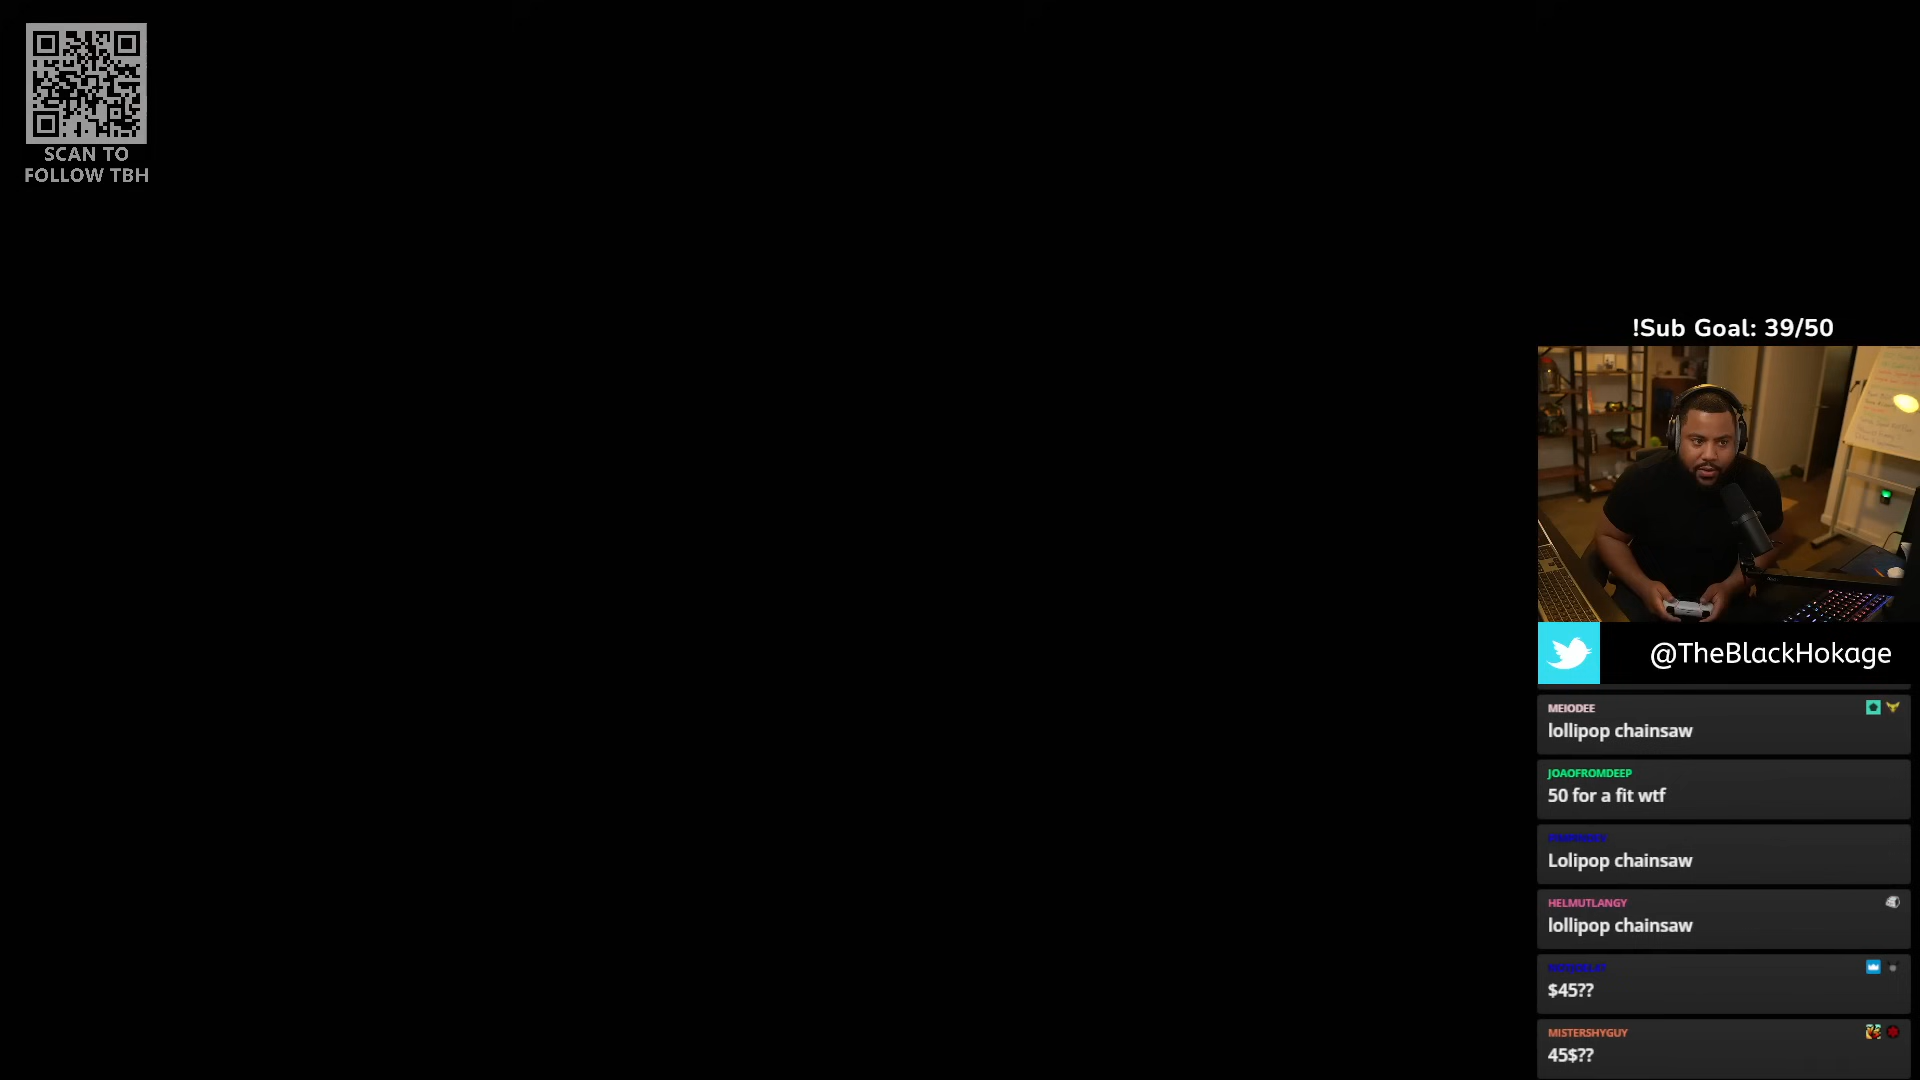 SCAN TO
FOLLOW TBH
!Sub Goal: 39/50
@TheBlackHokage
MEIODEE
lollipop chainsaw
JOAOFROMDEEP
50 for a fit wtf
Lolipop chainsaw
HELMUTLANGY
lollipop chainsaw
$45??
MISTERSHYGUY
45$??